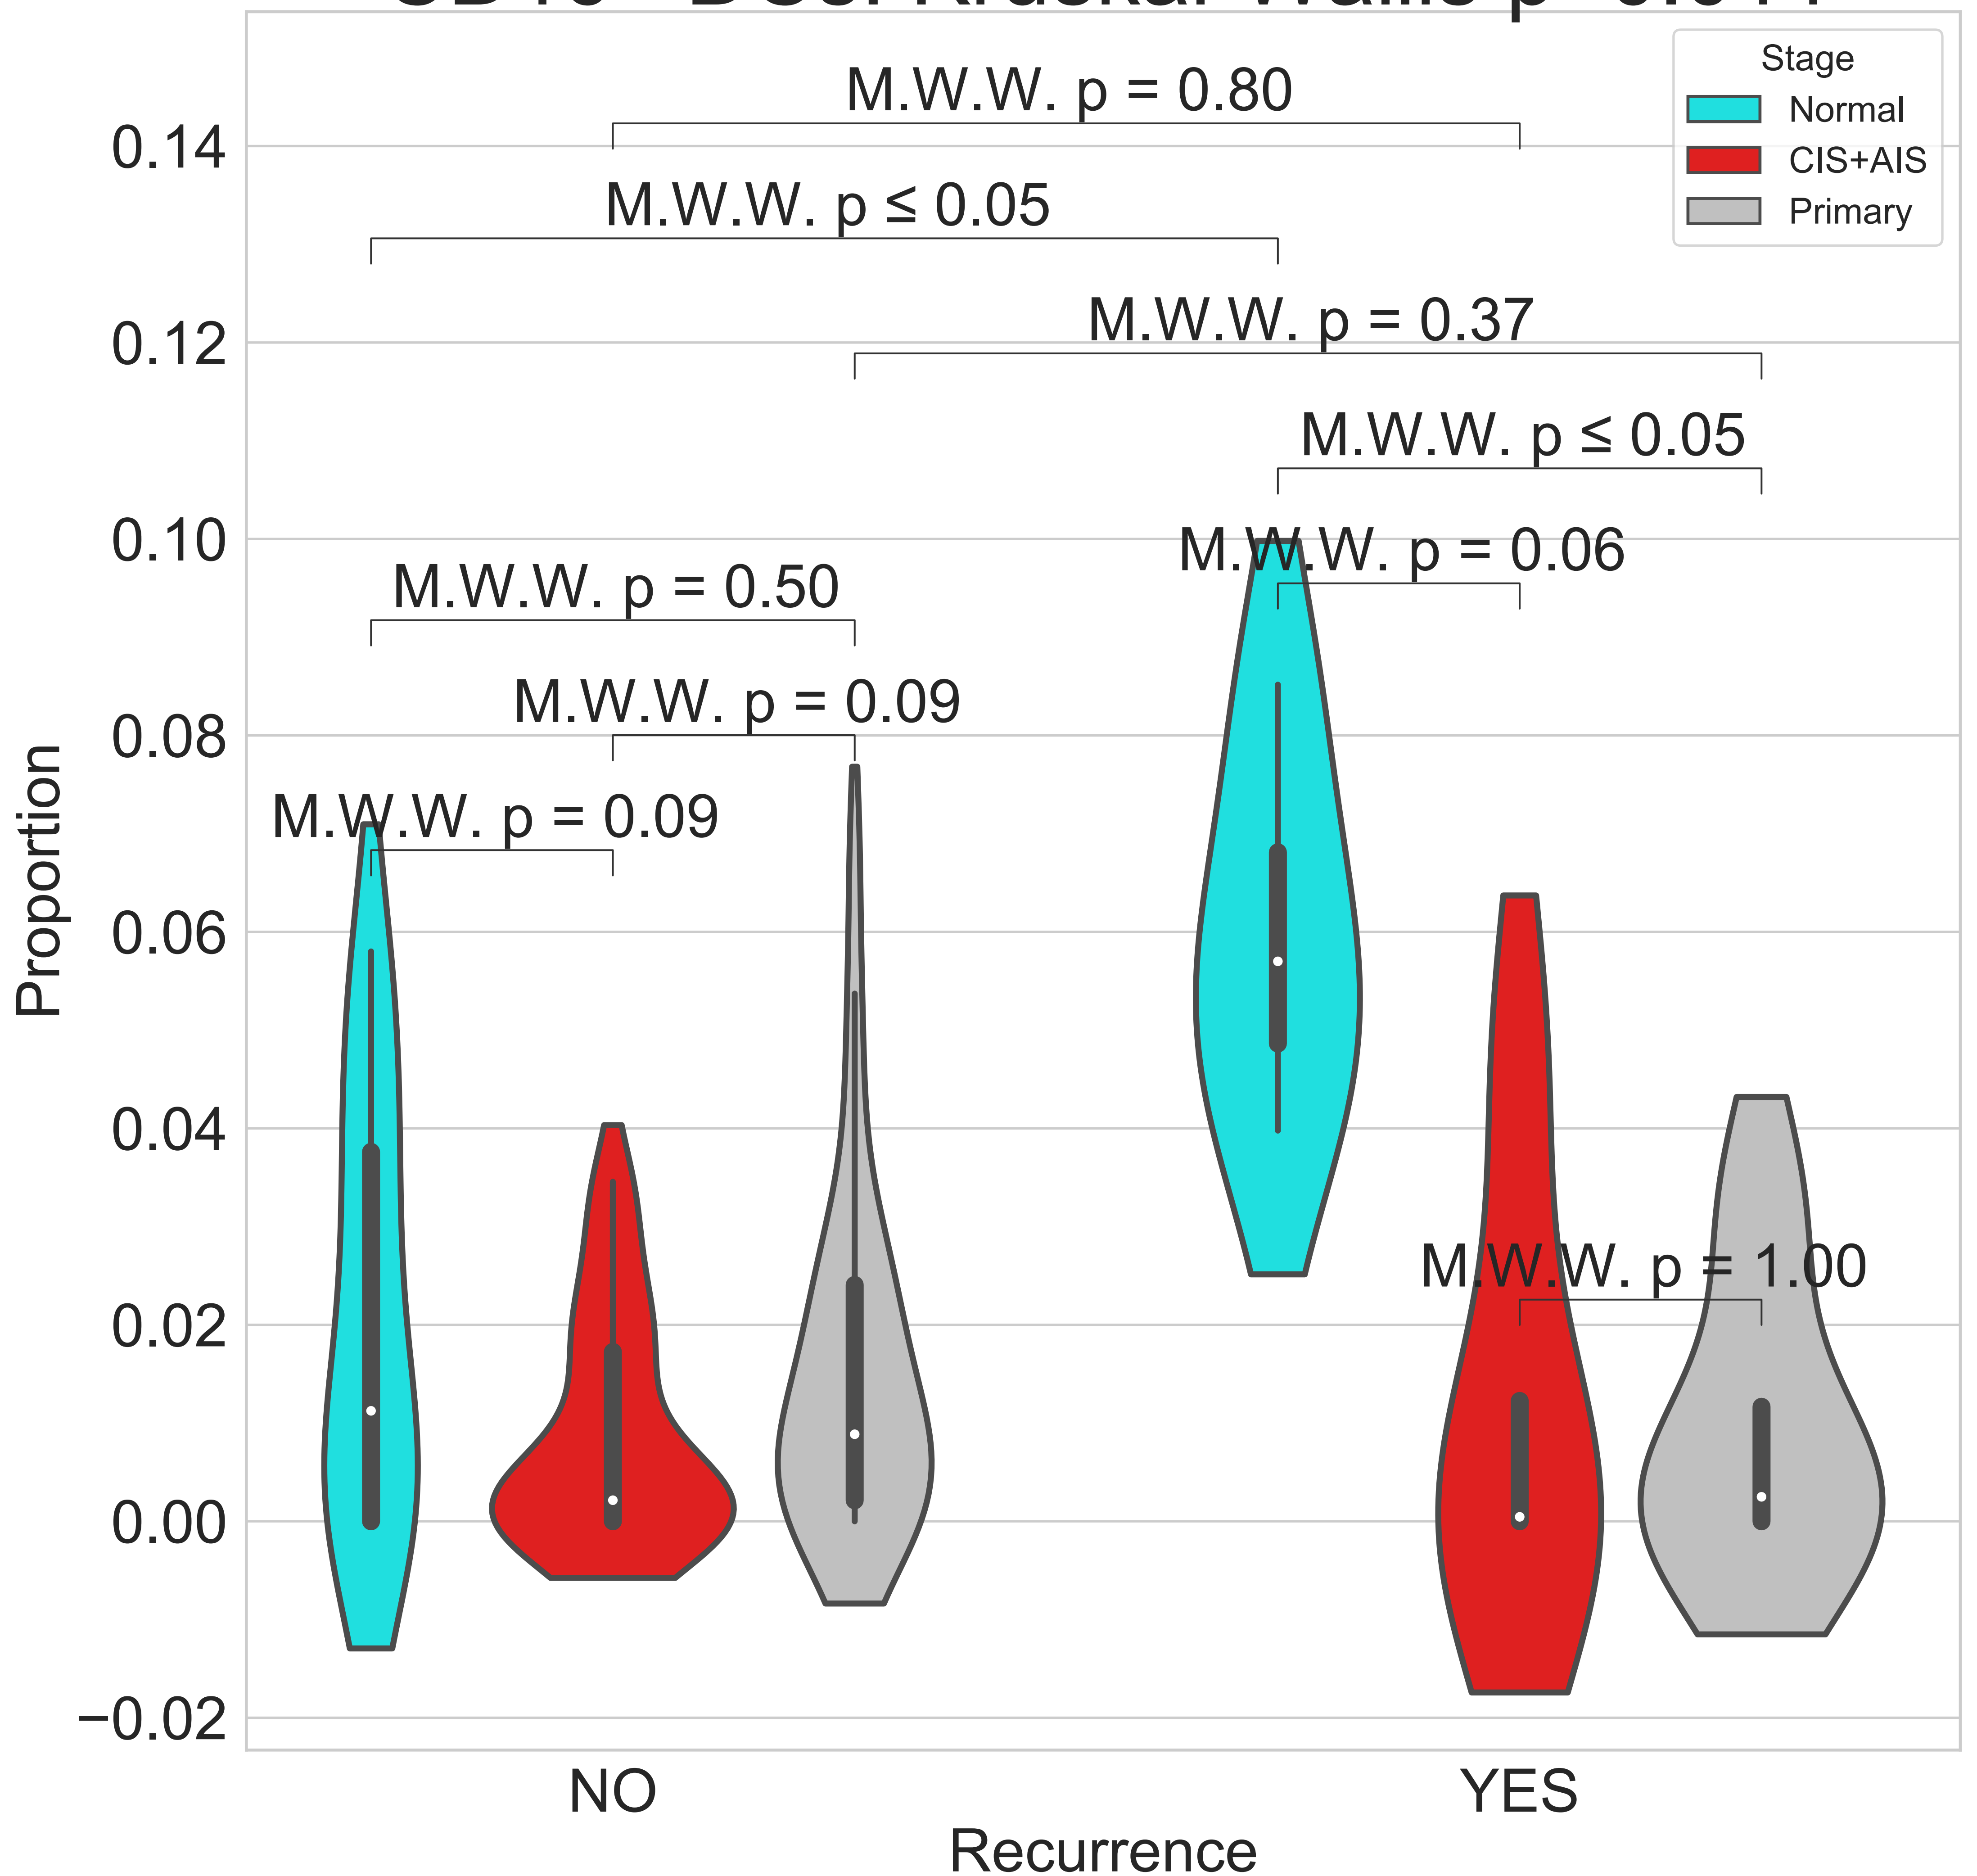 Stage
Normal
CIS+AIS
Primary
M.W.W. p = 0.80
M.W.W. p ≤ 0.05
M.W.W. p = 0.37
M.W.W. p ≤ 0.05
M.W.W. p = 0.06
M.W.W. p = 0.50
M.W.W. p = 0.09
M.W.W. p = 0.09
M.W.W. p = 1.00
0.14
0.12
0.10
0.08
0.06
0.04
0.02
0.00
−0.02
Proportion
NO
YES
Recurrence